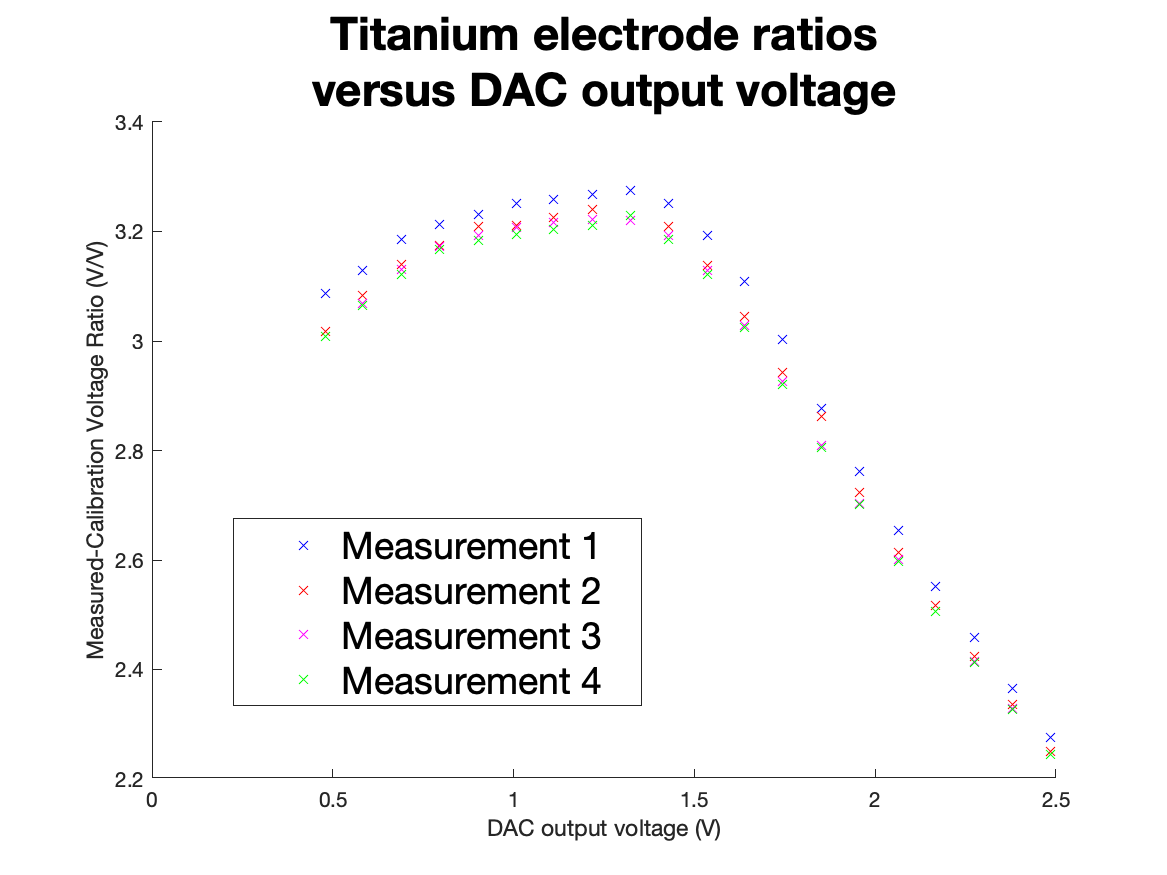 Titanium electrode ratios
versus DAC output voltage
3.4
3.2
3
2.8
2.6
2.4
2.2
Measured-Calibration Voltage Ratio (V/V)
Measurement 1
Measurement 2
Measurement 3
Measurement 4
0 0.5 1 1.5 2 2.5
DAC output voltage (V)